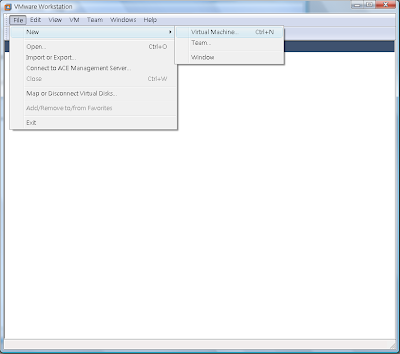 VMware Workstation
File Edit View VM Team Windows Help
New
Virtual Machine... Ctrl+N
Open... Ctrl+O
Team...
Import or Export...
Window
Connect to ACE Management Server...
Close Ctrl+W
Map or Disconnect Virtual Disks...
Add/Remove to/from Favorites
Exit